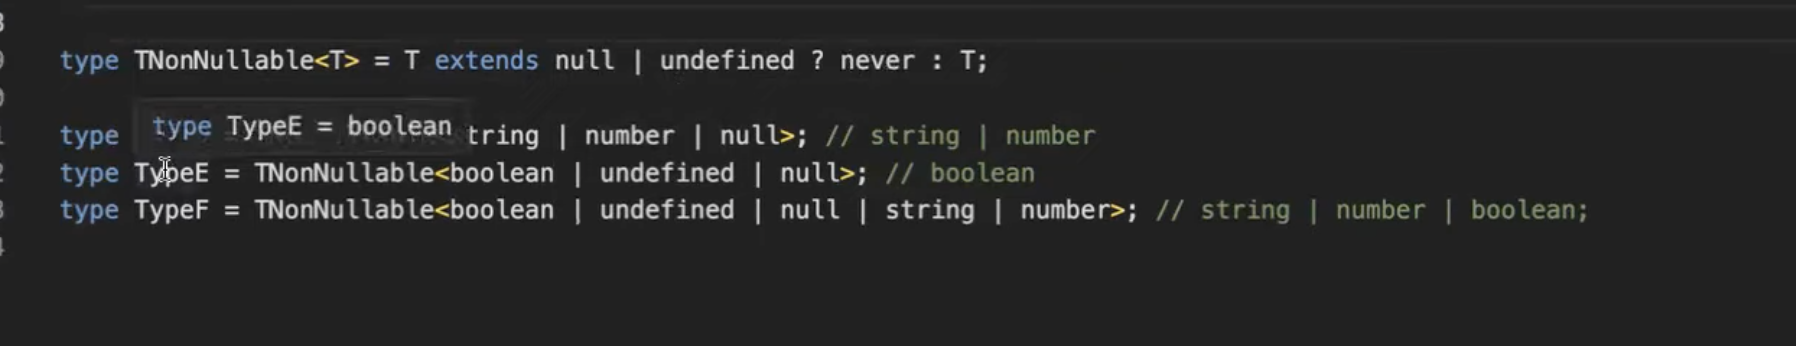 type TNonNullable<T> = T extends null | undefined ? never : T;
type TypeE = boolean
type tring | number | null>; // string | number
type TypeE = TNonNullable<boolean | undefined | null>; // boolean
type TypeF = TNonNullable<boolean | undefined | null | string | number>; // string | number | boolean;